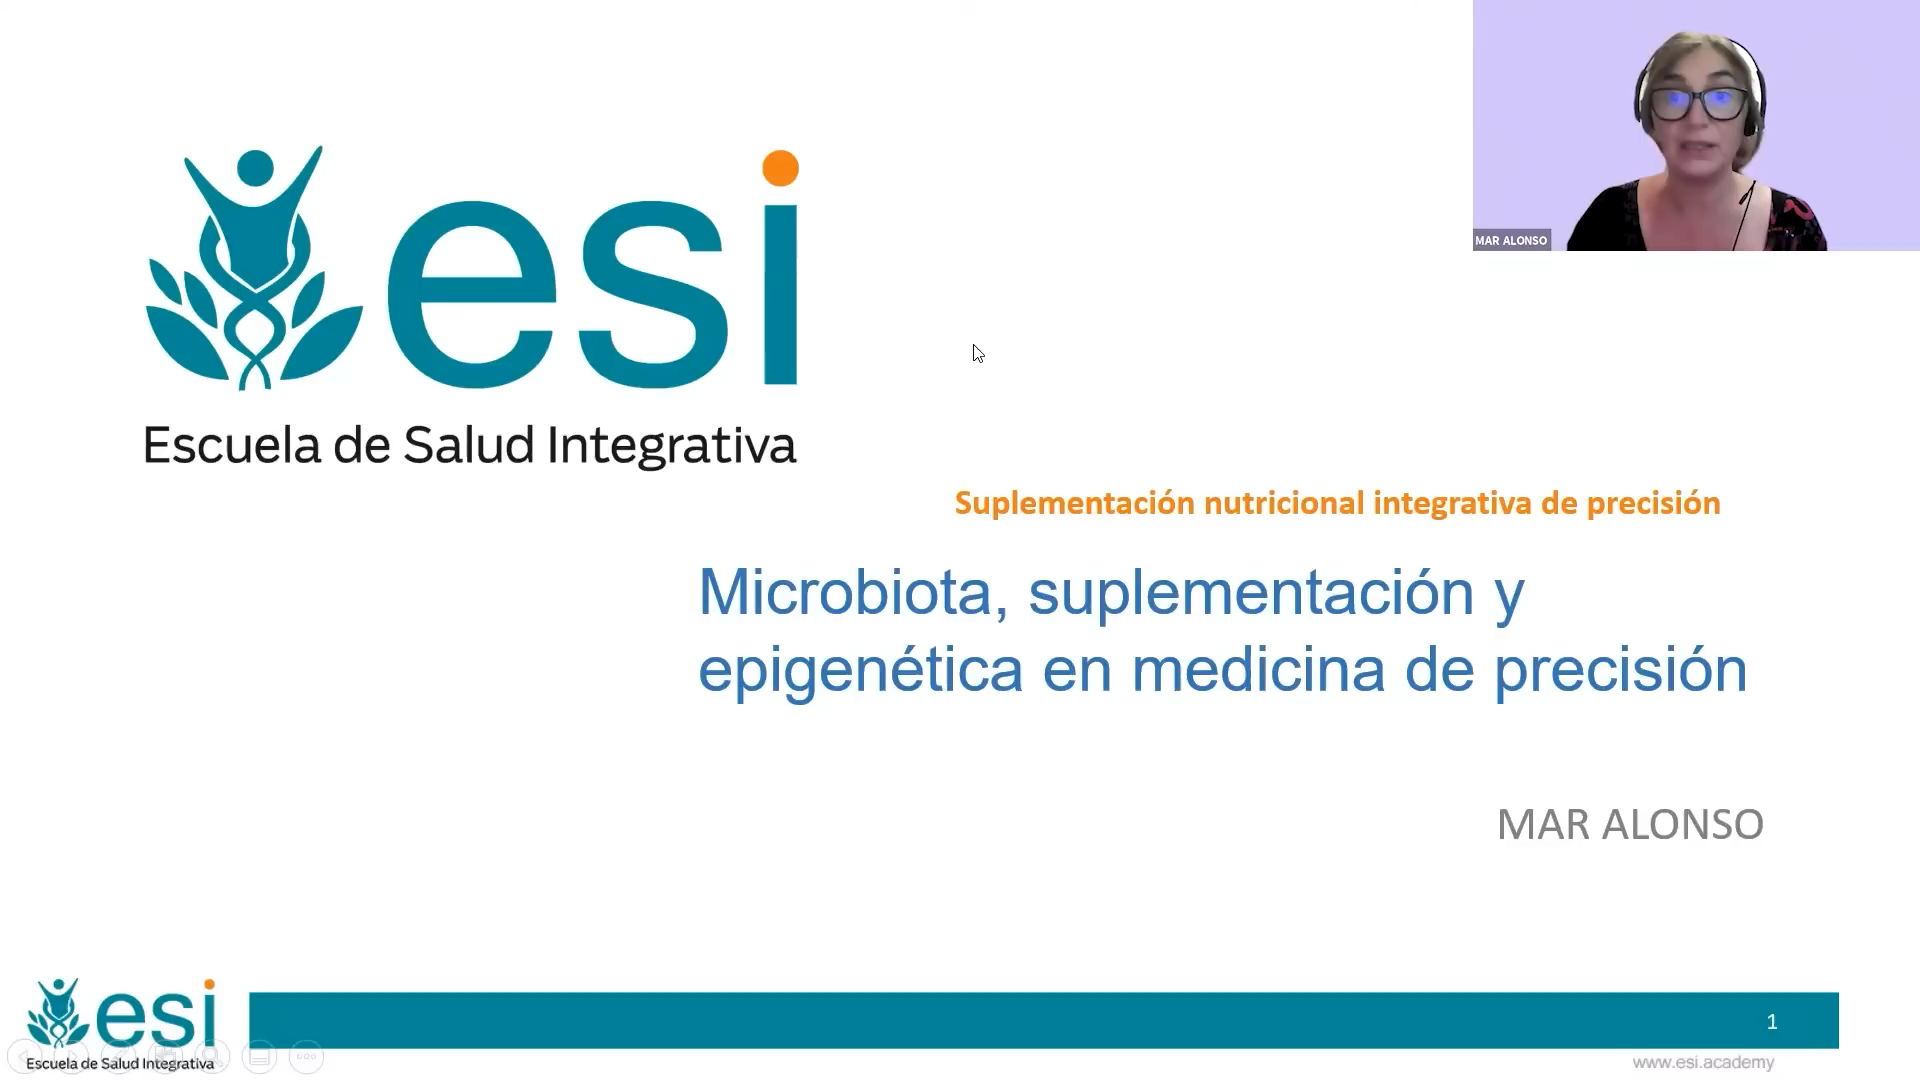 MAR ALONSO
esi
Escuela de Salud Integrativa
Suplementación nutricional integrativa de precisión
Microbiota, suplementación y
epigenética en medicina de precisión
MAR ALONSO
esi
Escuela de Salud Integrativa
1
www.esi.academy